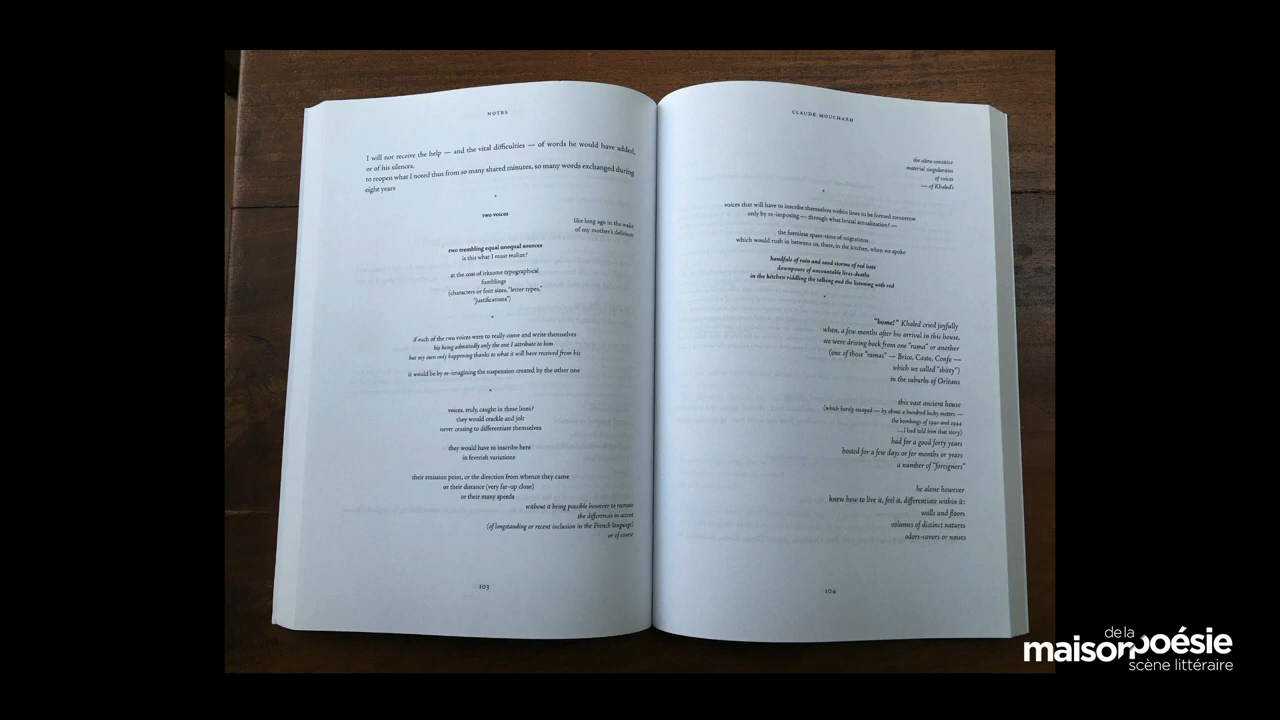 NOTES
I will not receive the help — and the vital difficulties — of words he would have added,
or of his silences,
to reopen what I noted thus from so many shared minutes, so many words exchanged during
eight years
*
two voices
like long ago in the wake
of my mother's delirium
two trembling equal unequal sources
is this what I must realize?
at the cost of irksome typographical
fumblings
(characters or font sizes, "letter types,"
"justifications")
*
if each of the two voices were to really come and write themselves
his being admittedly only the one I attribute to him
but my own only happening thanks to what it will have received from his
it would be by re-imagining the suspension created by the other one
*
voices, truly, caught in these lines?
they would crackle and jolt
never ceasing to differentiate themselves
they would have to inscribe here
in feverish variations
their emission point, or the direction from whence they came
or their distance (very far-up close)
or their many speeds
without it being possible however to recreate
the differences in accent
(of longstanding or recent inclusion in the French language)
or of course
103
CLAUDE MOUCHARD
the ultra-sensitive
material singularities
of voices
— of Khaled's
*
voices that will have to inscribe themselves within lines to be formed tomorrow
only by re-imposing — through what brutal actualization? —
the formless space-time of migrations
which would rush in between us, there, in the kitchen, when we spoke
handfuls of rain and sand storms of red hate
downpours of uncountable lives-deaths
in the kitchen riddling the talking and the listening with red
*
"home!" Khaled cried joyfully
when, a few months after his arrival in this house,
we were driving back from one "rama" or another
(one of those "ramas" — Brico, Casto, Confo —
which we called "shitty")
in the suburbs of Orléans
this vast ancient house
(which barely escaped — by about a hundred lucky meters —
the bombings of 1940 and 1944
...I had told him that story)
had for a good forty years
hosted for a few days or for months or years
a number of "foreigners"
he alone however
knew how to live it, feel it, differentiate within it:
walls and floors
volumes of distinct natures
odors-savors or noises
104
maison de la poésie
scène littéraire